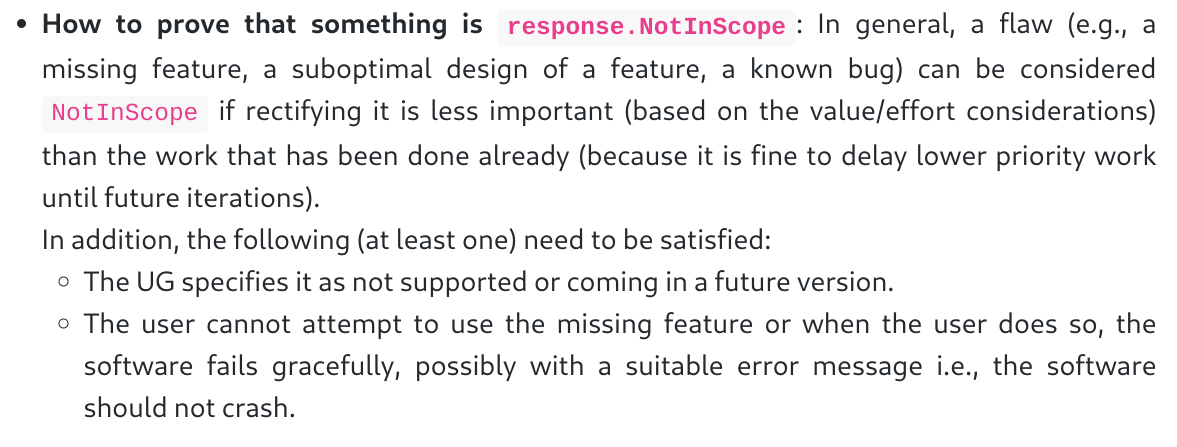 • How to prove that something is response.NotInScope: In general, a flaw (e.g., a
missing feature, a suboptimal design of a feature, a known bug) can be considered
NotInScope if rectifying it is less important (based on the value/effort considerations)
than the work that has been done already (because it is fine to delay lower priority work
until future iterations).
In addition, the following (at least one) need to be satisfied:
◦ The UG specifies it as not supported or coming in a future version.
◦ The user cannot attempt to use the missing feature or when the user does so, the
software fails gracefully, possibly with a suitable error message i.e., the software
should not crash.